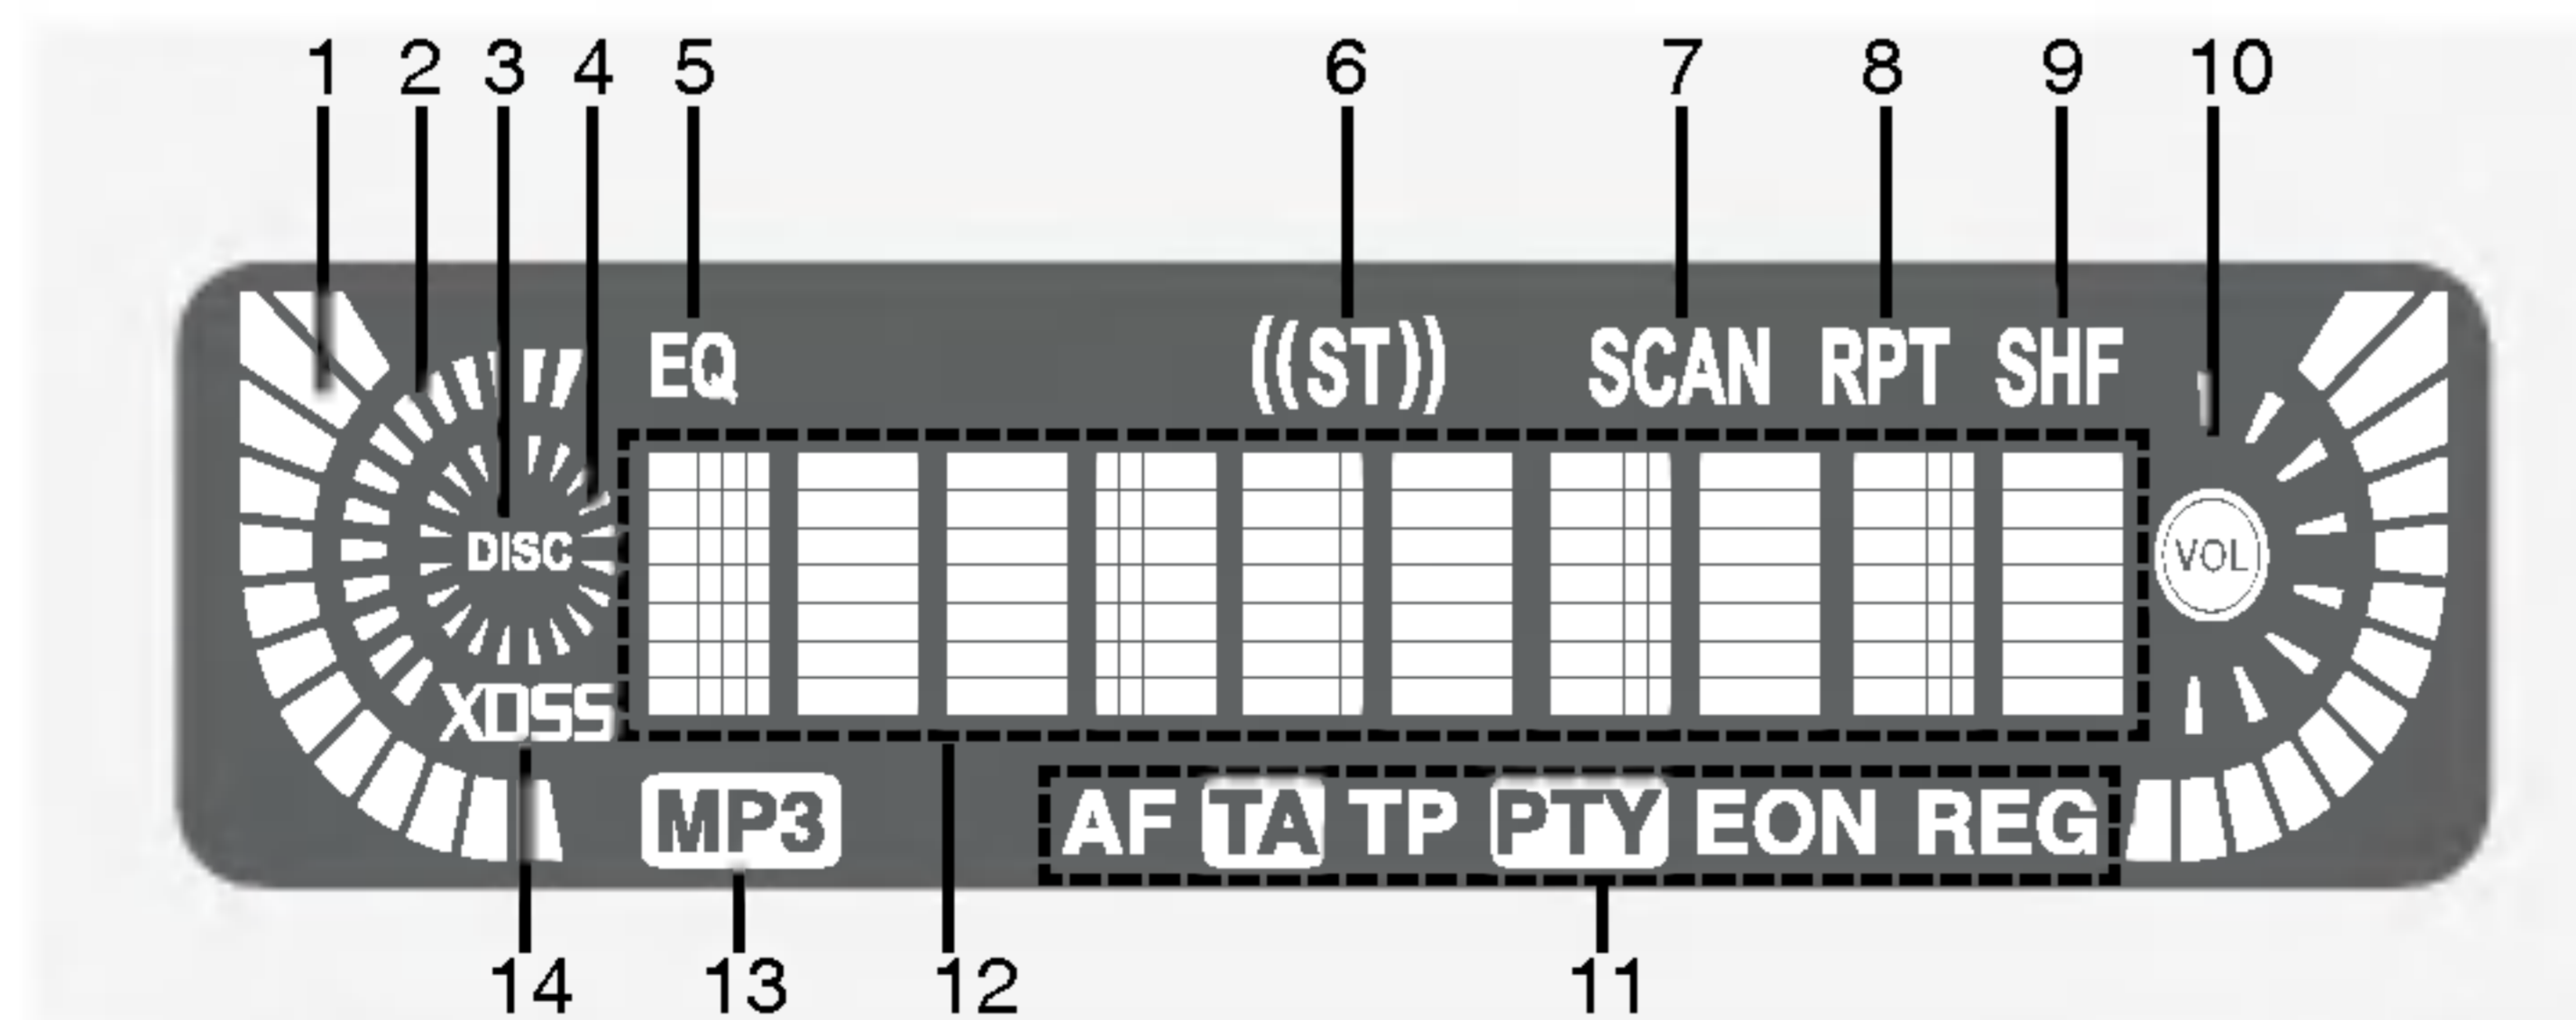 1 2 3 4 5 6 7 8 9 10
EQ ((ST)) SCAN RPT SHF
DISC VOL
XDSS
MP3 AF TA TP PTY EON REG
14 13 12 11